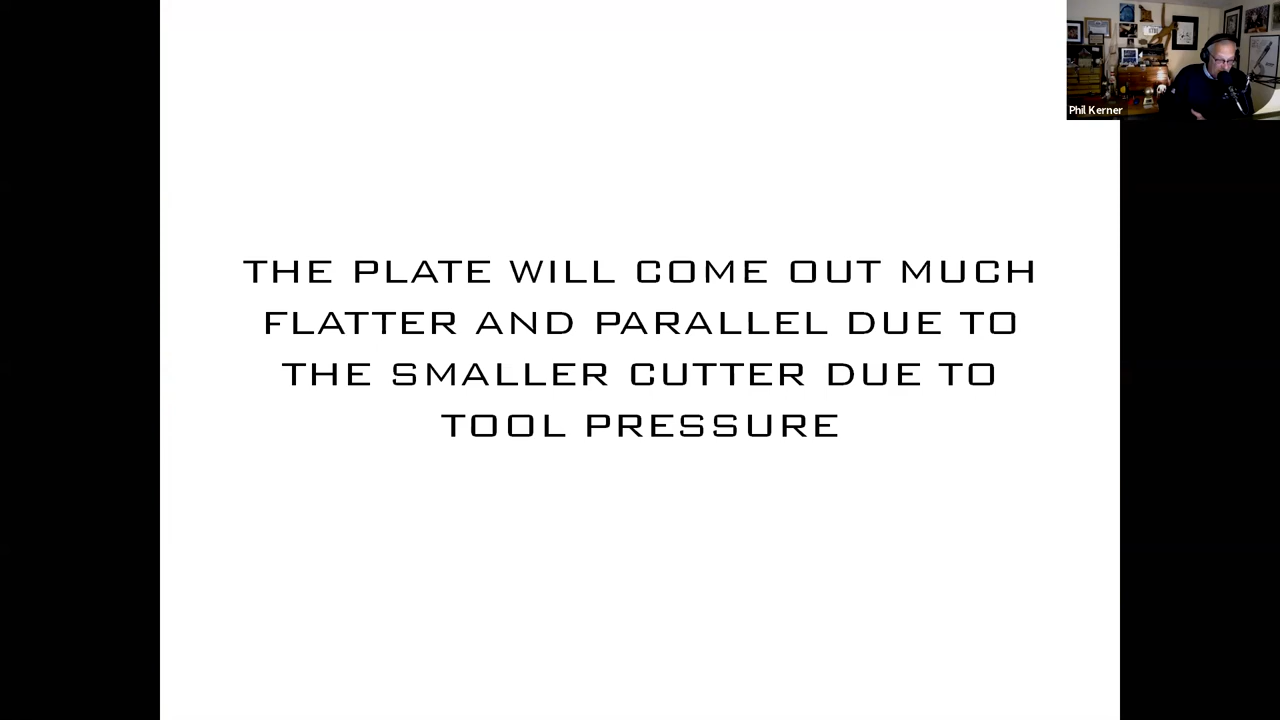 Phil Kerner
THE PLATE WILL COME OUT MUCH
FLATTER AND PARALLEL DUE TO
THE SMALLER CUTTER DUE TO
TOOL PRESSURE